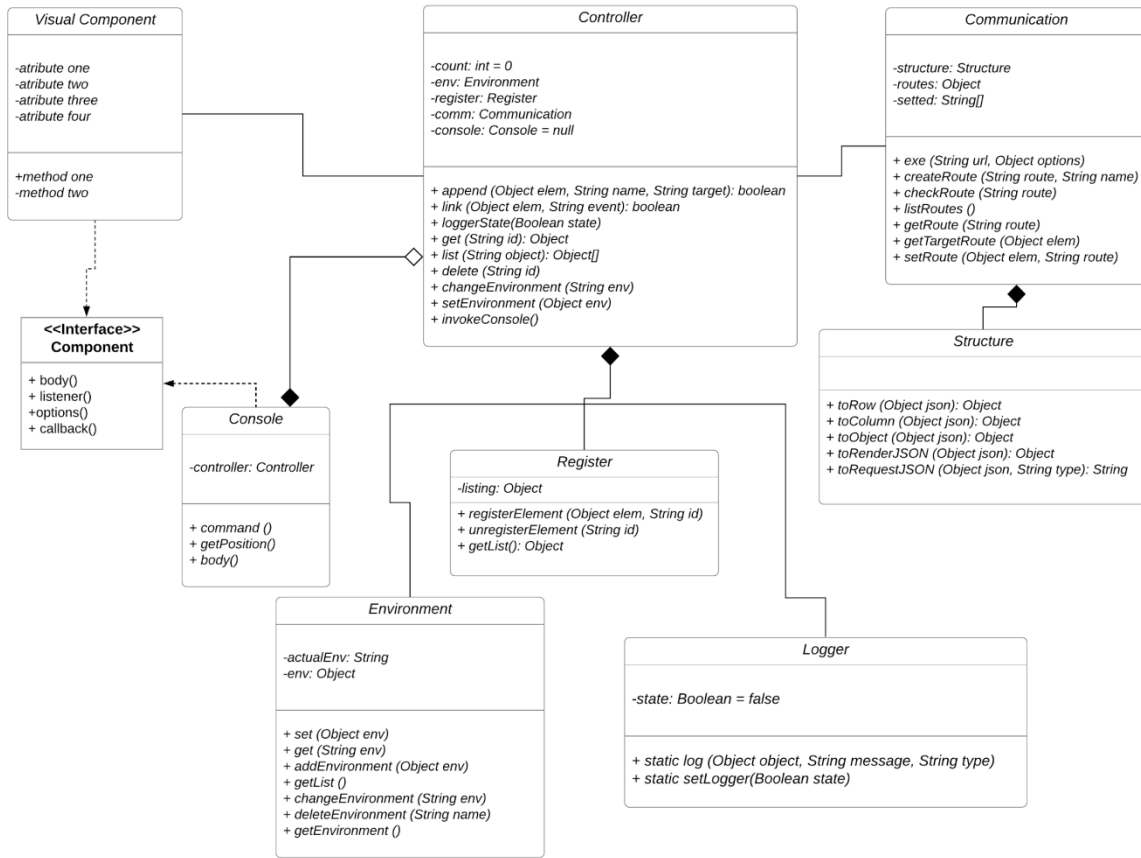 Visual Component
-atribute one
-atribute two
-atribute three
-atribute four
+method one
-method two
Controller
-count: int = 0
-env: Environment
-register: Register
-comm: Communication
-console: Console = null
+ append (Object elem, String name, String target): boolean
+ link (Object elem, String event): boolean
+ loggerState(Boolean state)
+ get (String id): Object
+ list (String object): Object[]
+ delete (String id)
+ changeEnvironment (String env)
+ setEnvironment (Object env)
+ invokeConsole()
Communication
-structure: Structure
-routes: Object
-setted: String[]
+ exe (String url, Object options)
+ createRoute (String route, String name)
+ checkRoute (String route)
+ listRoutes ()
+ getRoute (String route)
+ getTargetRoute (Object elem)
+ setRoute (Object elem, String route)
<<Interface>>
Component
+ body()
+ listener()
+options()
+ callback()
Console
-controller: Controller
+ command ()
+ getPosition()
+ body()
Register
-listing: Object
+ registerElement (Object elem, String id)
+ unregisterElement (String id)
+ getList(): Object
Structure
+ toRow (Object json): Object
+ toColumn (Object json): Object
+ toObject (Object json): Object
+ toRenderJSON (Object json): Object
+ toRequestJSON (Object json, String type): String
Environment
-actualEnv: String
-env: Object
+ set (Object env)
+ get (String env)
+ addEnvironment (Object env)
+ getList ()
+ changeEnvironment (String env)
+ deleteEnvironment (String name)
+ getEnvironment ()
Logger
-state: Boolean = false
+ static log (Object object, String message, String type)
+ static setLogger(Boolean state)